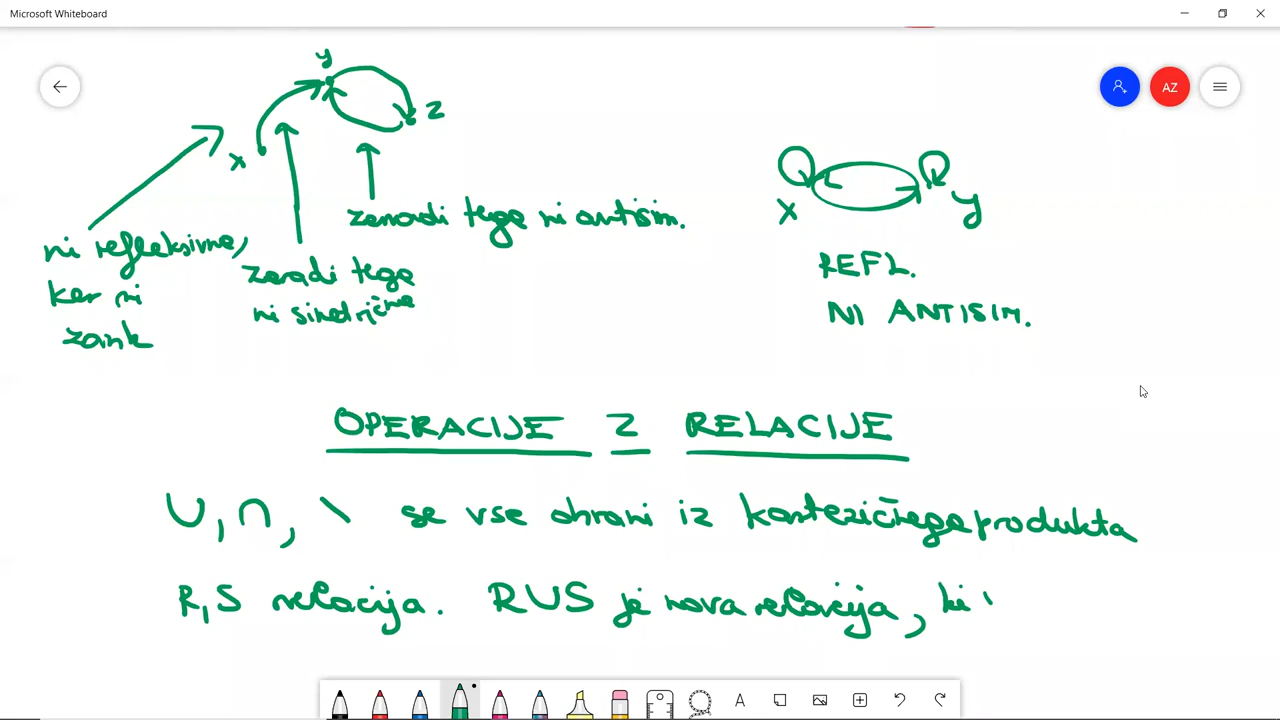 Microsoft Whiteboard
AZ
y
z
x
zaradi tega ni antisim.
ni refleksivna,
ker ni
zank
zaradi tega
ni simetrična
x
y
REFL.
NI ANTISIM.
OPERACIJE Z RELACIJE
∪, ∩, \ se vse ohrani iz kartezičnega produkta
R,S relacija. RUS je nova relacija, ki
A